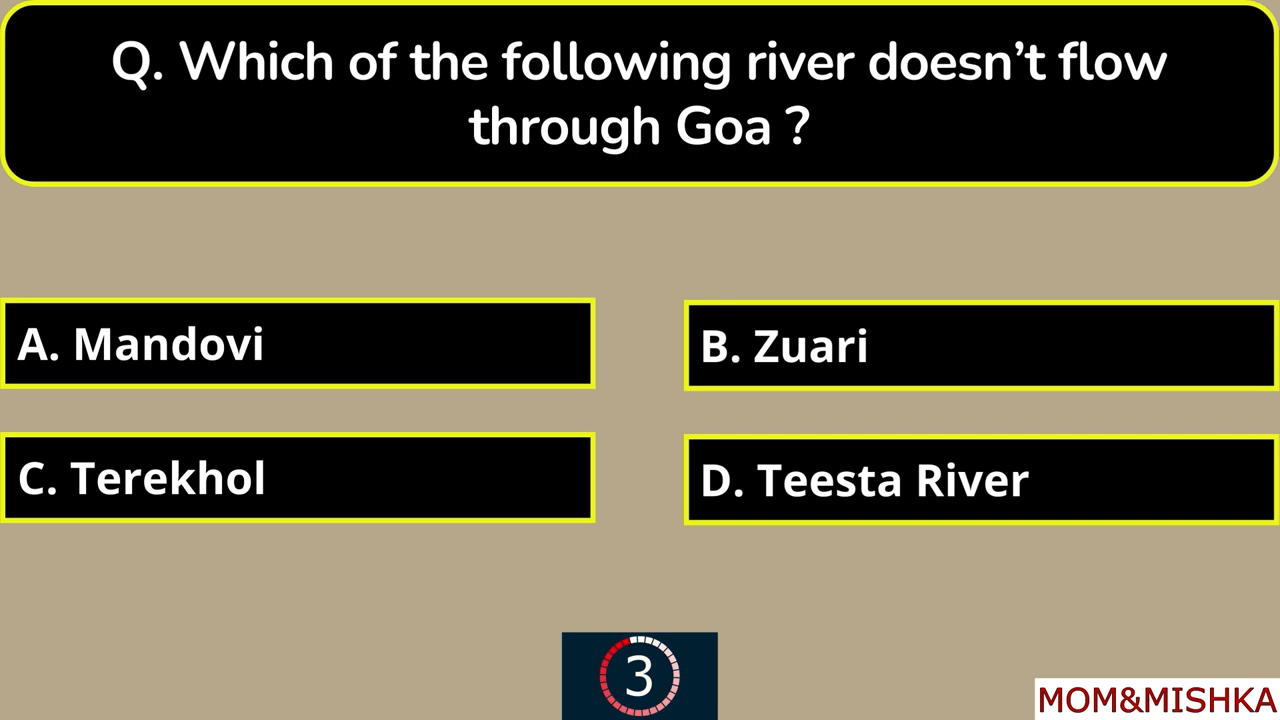 Q. Which of the following river doesn’t flow
through Goa ?
A. Mandovi
B. Zuari
C. Terekhol
D. Teesta River
3
MOM&MISHKA